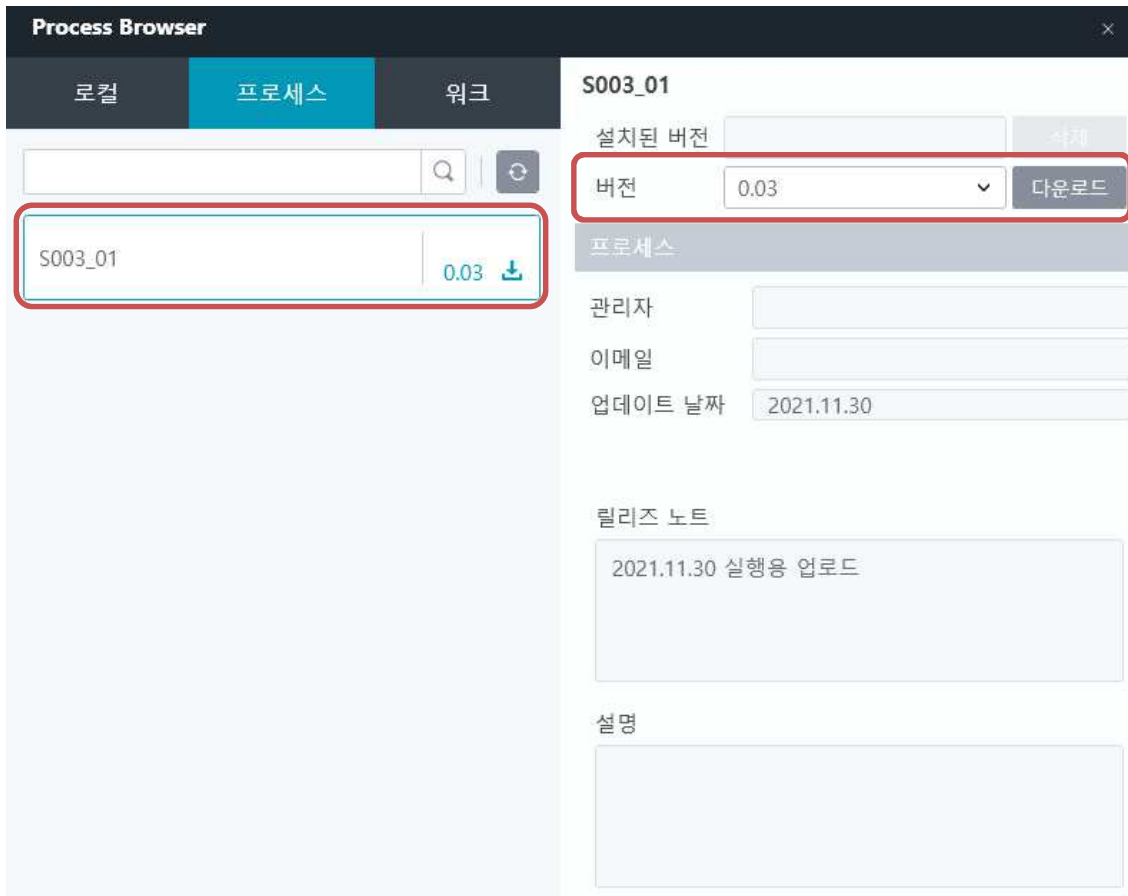 Process Browser
로컬 프로세스 워크
S003_01
0.03
S003_01
설치된 버전 삭제
버전 0.03 다운로드
프로세스
관리자
이메일
업데이트 날짜 2021.11.30
릴리즈 노트
2021.11.30 실행용 업로드
설명